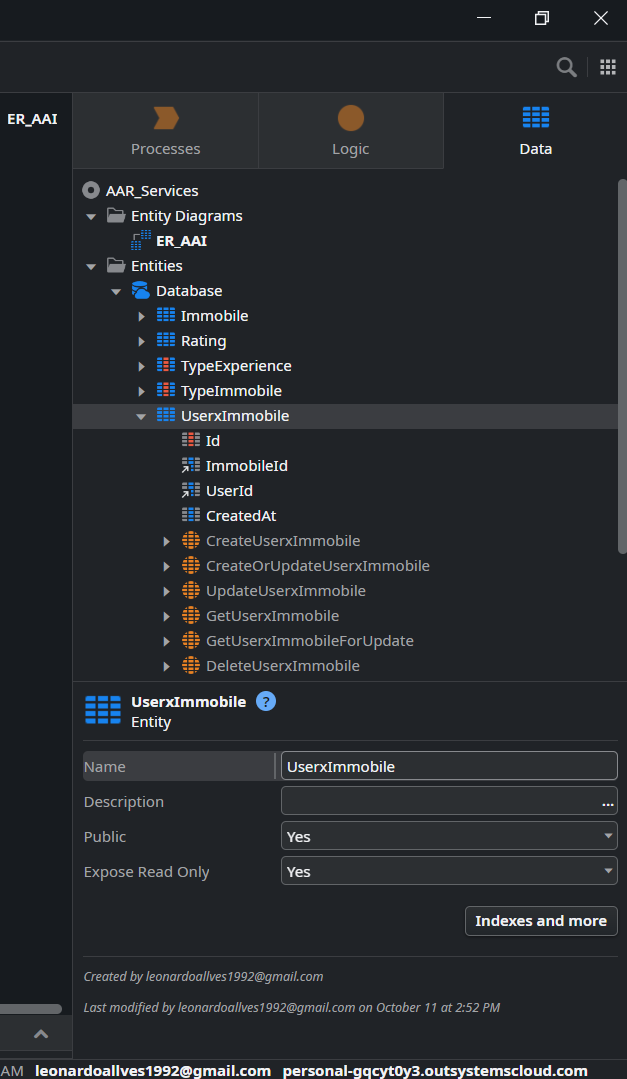 ER_AAI
Processes
Logic
Data
AAR_Services
Entity Diagrams
ER_AAI
Entities
Database
Immobile
Rating
TypeExperience
TypeImmobile
UserxImmobile
Id
ImmobileId
UserId
CreatedAt
CreateUserxImmobile
CreateOrUpdateUserxImmobile
UpdateUserxImmobile
GetUserxImmobile
GetUserxImmobileForUpdate
DeleteUserxImmobile
UserxImmobile ?
Entity
Name UserxImmobile
Description ...
Public Yes
Expose Read Only Yes
Indexes and more
Created by leonardoallves1992@gmail.com
Last modified by leonardoallves1992@gmail.com on October 11 at 2:52 PM
AM leonardoallves1992@gmail.com personal-gqcyt0y3.outsystemscloud.com